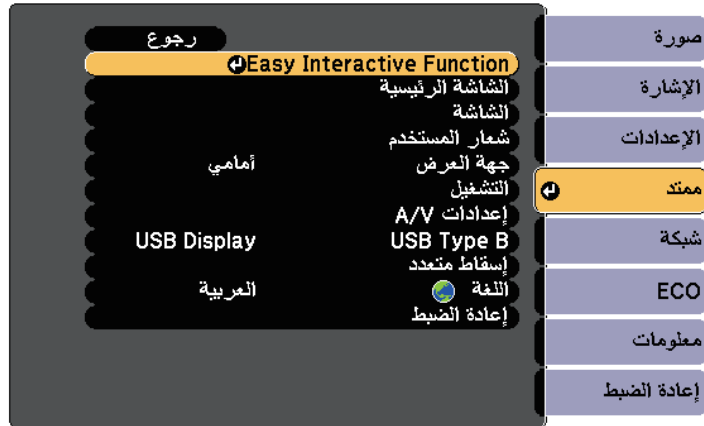 صورة
الإشارة
الإعدادات
ممتد
شبكة
ECO
معلومات
إعادة الضبط
رجوع
Easy Interactive Function
الشاشة الرئيسية
الشاشة
شعار المستخدم
جهة العرض أمامي
التشغيل
إعدادات A/V
USB Type B USB Display
إسقاط متعدد
اللغة العربية
إعادة الضبط